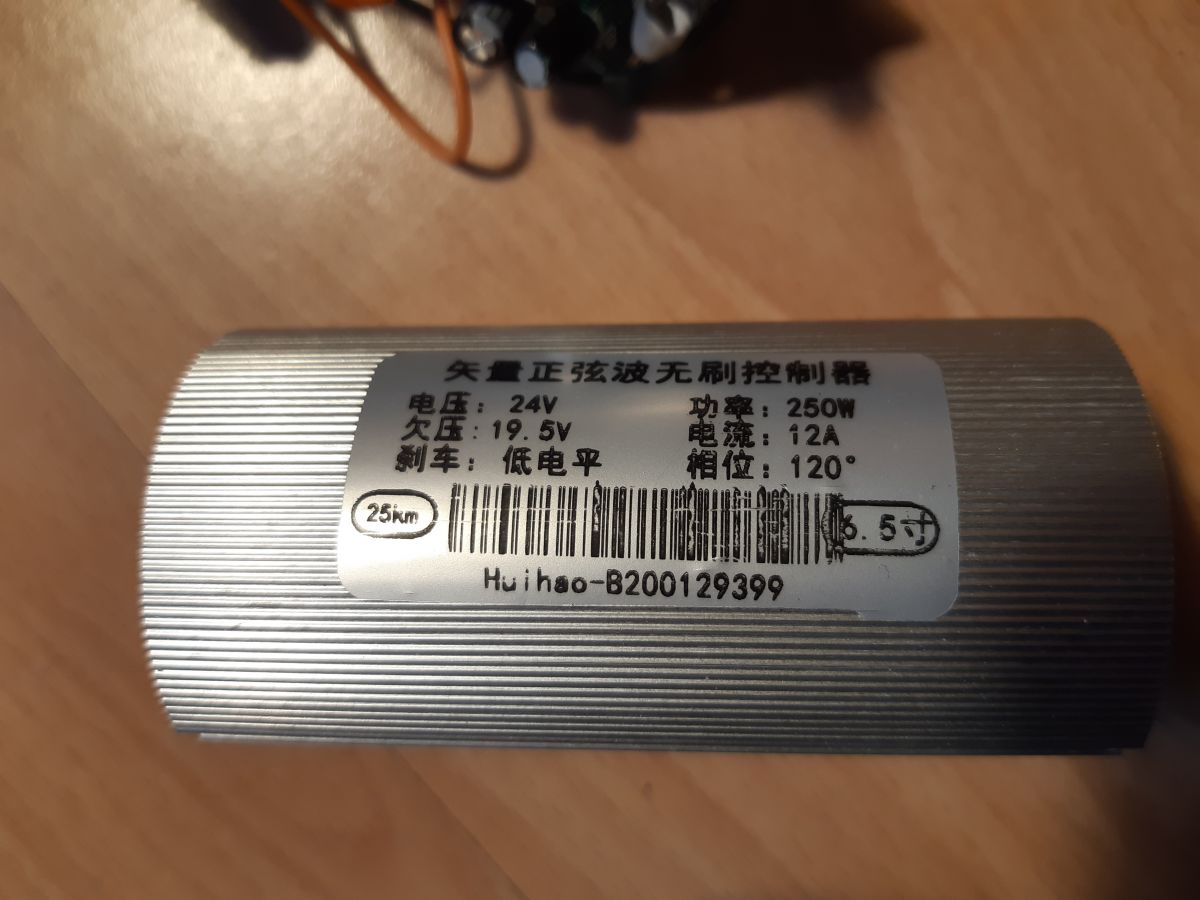 矢量正弦波无刷控制器
电压: 24V 功率: 250W
欠压: 19.5V 电流: 12A
刹车: 低电平 相位: 120°
25km 6.5寸
Huihao-B200129399